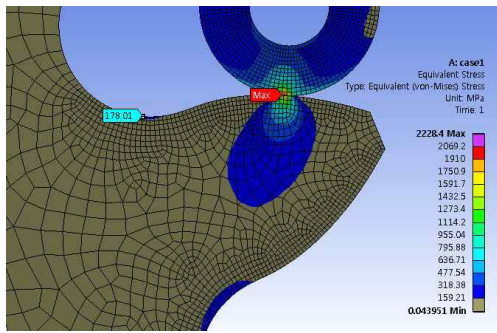 A: case1
Equivalent Stress
Type: Equivalent (von-Mises) Stress
Unit: MPa
Time: 1
Max
178.01
2228.4 Max
2069.2
1910
1750.9
1591.7
1432.5
1273.4
1114.2
955.04
795.88
636.71
477.54
318.38
159.21
0.043951 Min